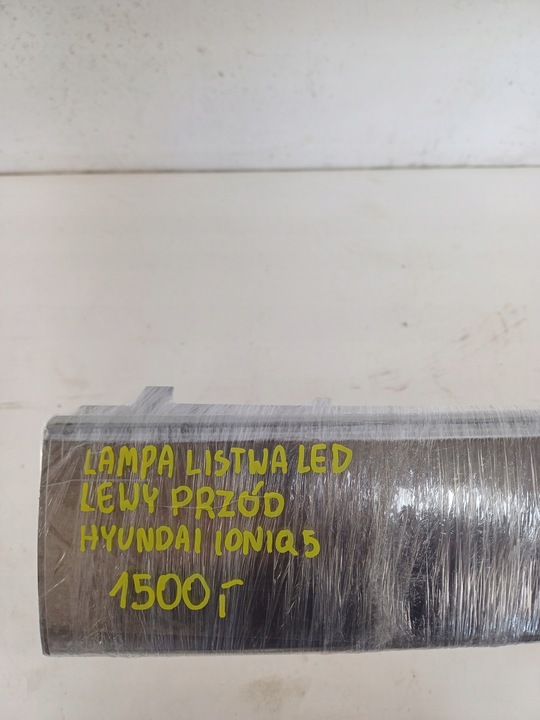 LAMPA LISTWA LED
LEWY PRZÓD
HYUNDAI IONIQ 5
1500,-